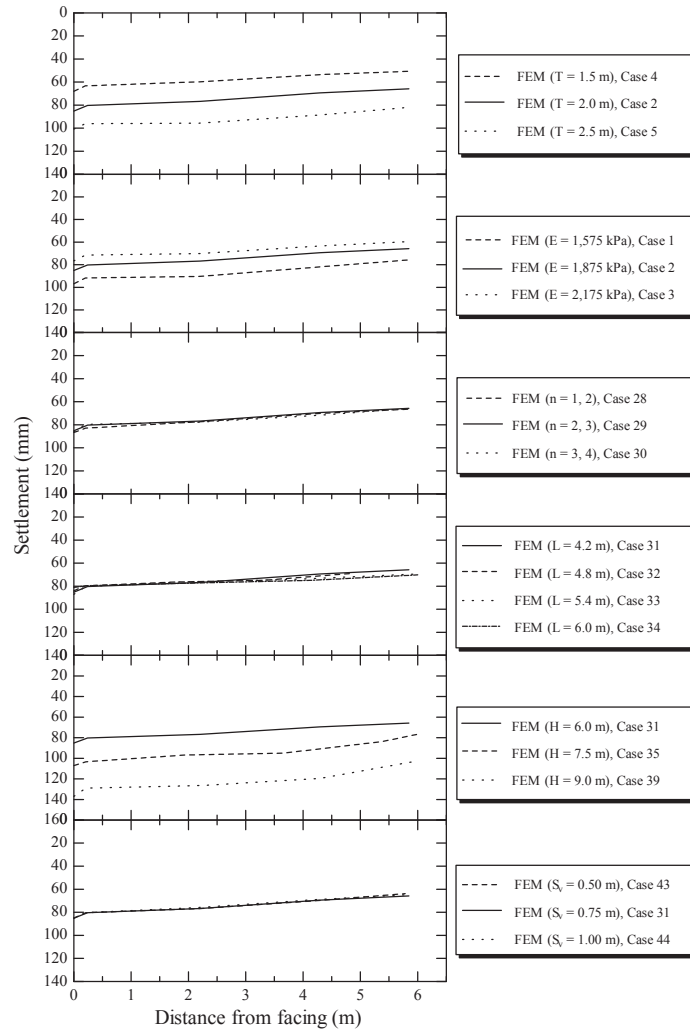 0
20
40
60
80
100
120
140
FEM (T = 1.5 m), Case 4
FEM (T = 2.0 m), Case 2
FEM (T = 2.5 m), Case 5
20
40
60
80
100
120
140
FEM (E = 1,575 kPa), Case 1
FEM (E = 1,875 kPa), Case 2
FEM (E = 2,175 kPa), Case 3
20
40
60
80
100
120
140
FEM (n = 1, 2), Case 28
FEM (n = 2, 3), Case 29
FEM (n = 3, 4), Case 30
Settlement (mm)
20
40
60
80
100
120
140
FEM (L = 4.2 m), Case 31
FEM (L = 4.8 m), Case 32
FEM (L = 5.4 m), Case 33
FEM (L = 6.0 m), Case 34
20
40
60
80
100
120
140
160
FEM (H = 6.0 m), Case 31
FEM (H = 7.5 m), Case 35
FEM (H = 9.0 m), Case 39
20
40
60
80
100
120
140
FEM (Sv = 0.50 m), Case 43
FEM (Sv = 0.75 m), Case 31
FEM (Sv = 1.00 m), Case 44
0 1 2 3 4 5 6
Distance from facing (m)